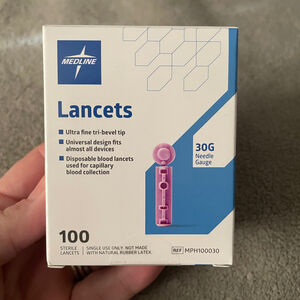 MEDLINE
Lancets
Ultra fine tri-bevel tip
Universal design fits
almost all devices
Disposable blood lancets
used for capillary
blood collection
30G
Needle
Gauge
100
STERILE
LANCETS
SINGLE USE ONLY. NOT MADE
WITH NATURAL RUBBER LATEX.
REF MPH100030